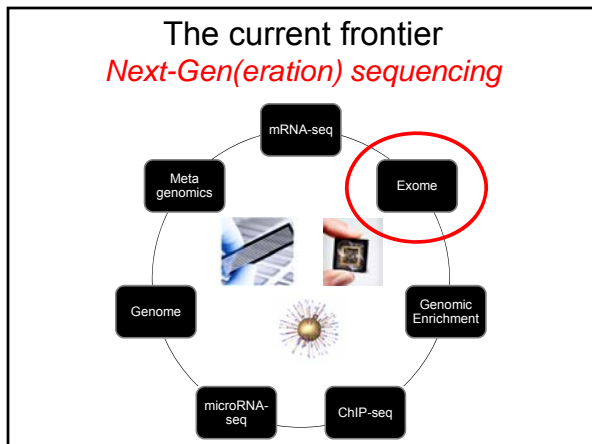 The current frontier
Next-Gen(eration) sequencing
mRNA-seq
Exome
Genomic
Enrichment
ChIP-seq
microRNA-
seq
Genome
Meta
genomics